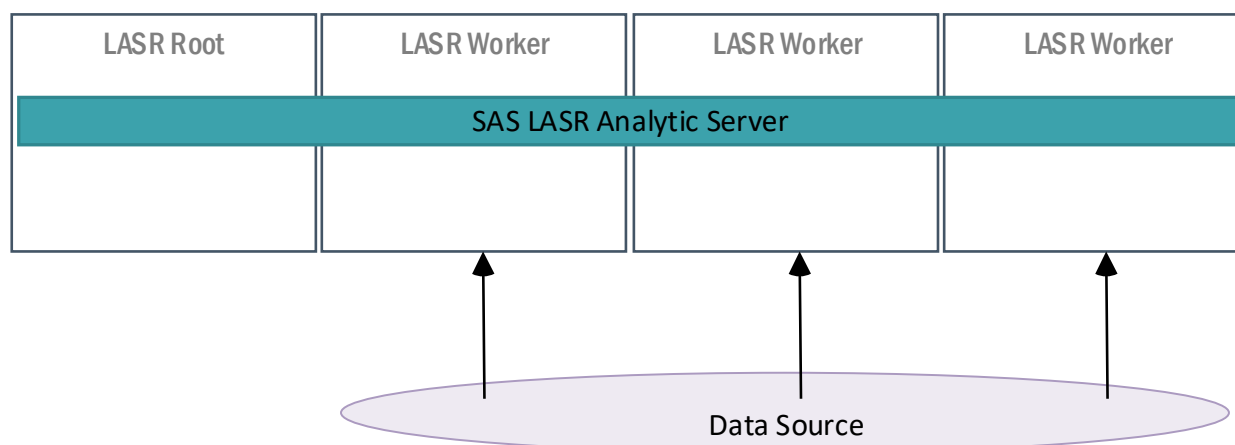 LASR Root
LASR Worker
LASR Worker
LASR Worker
SAS LASR Analytic Server
Data Source